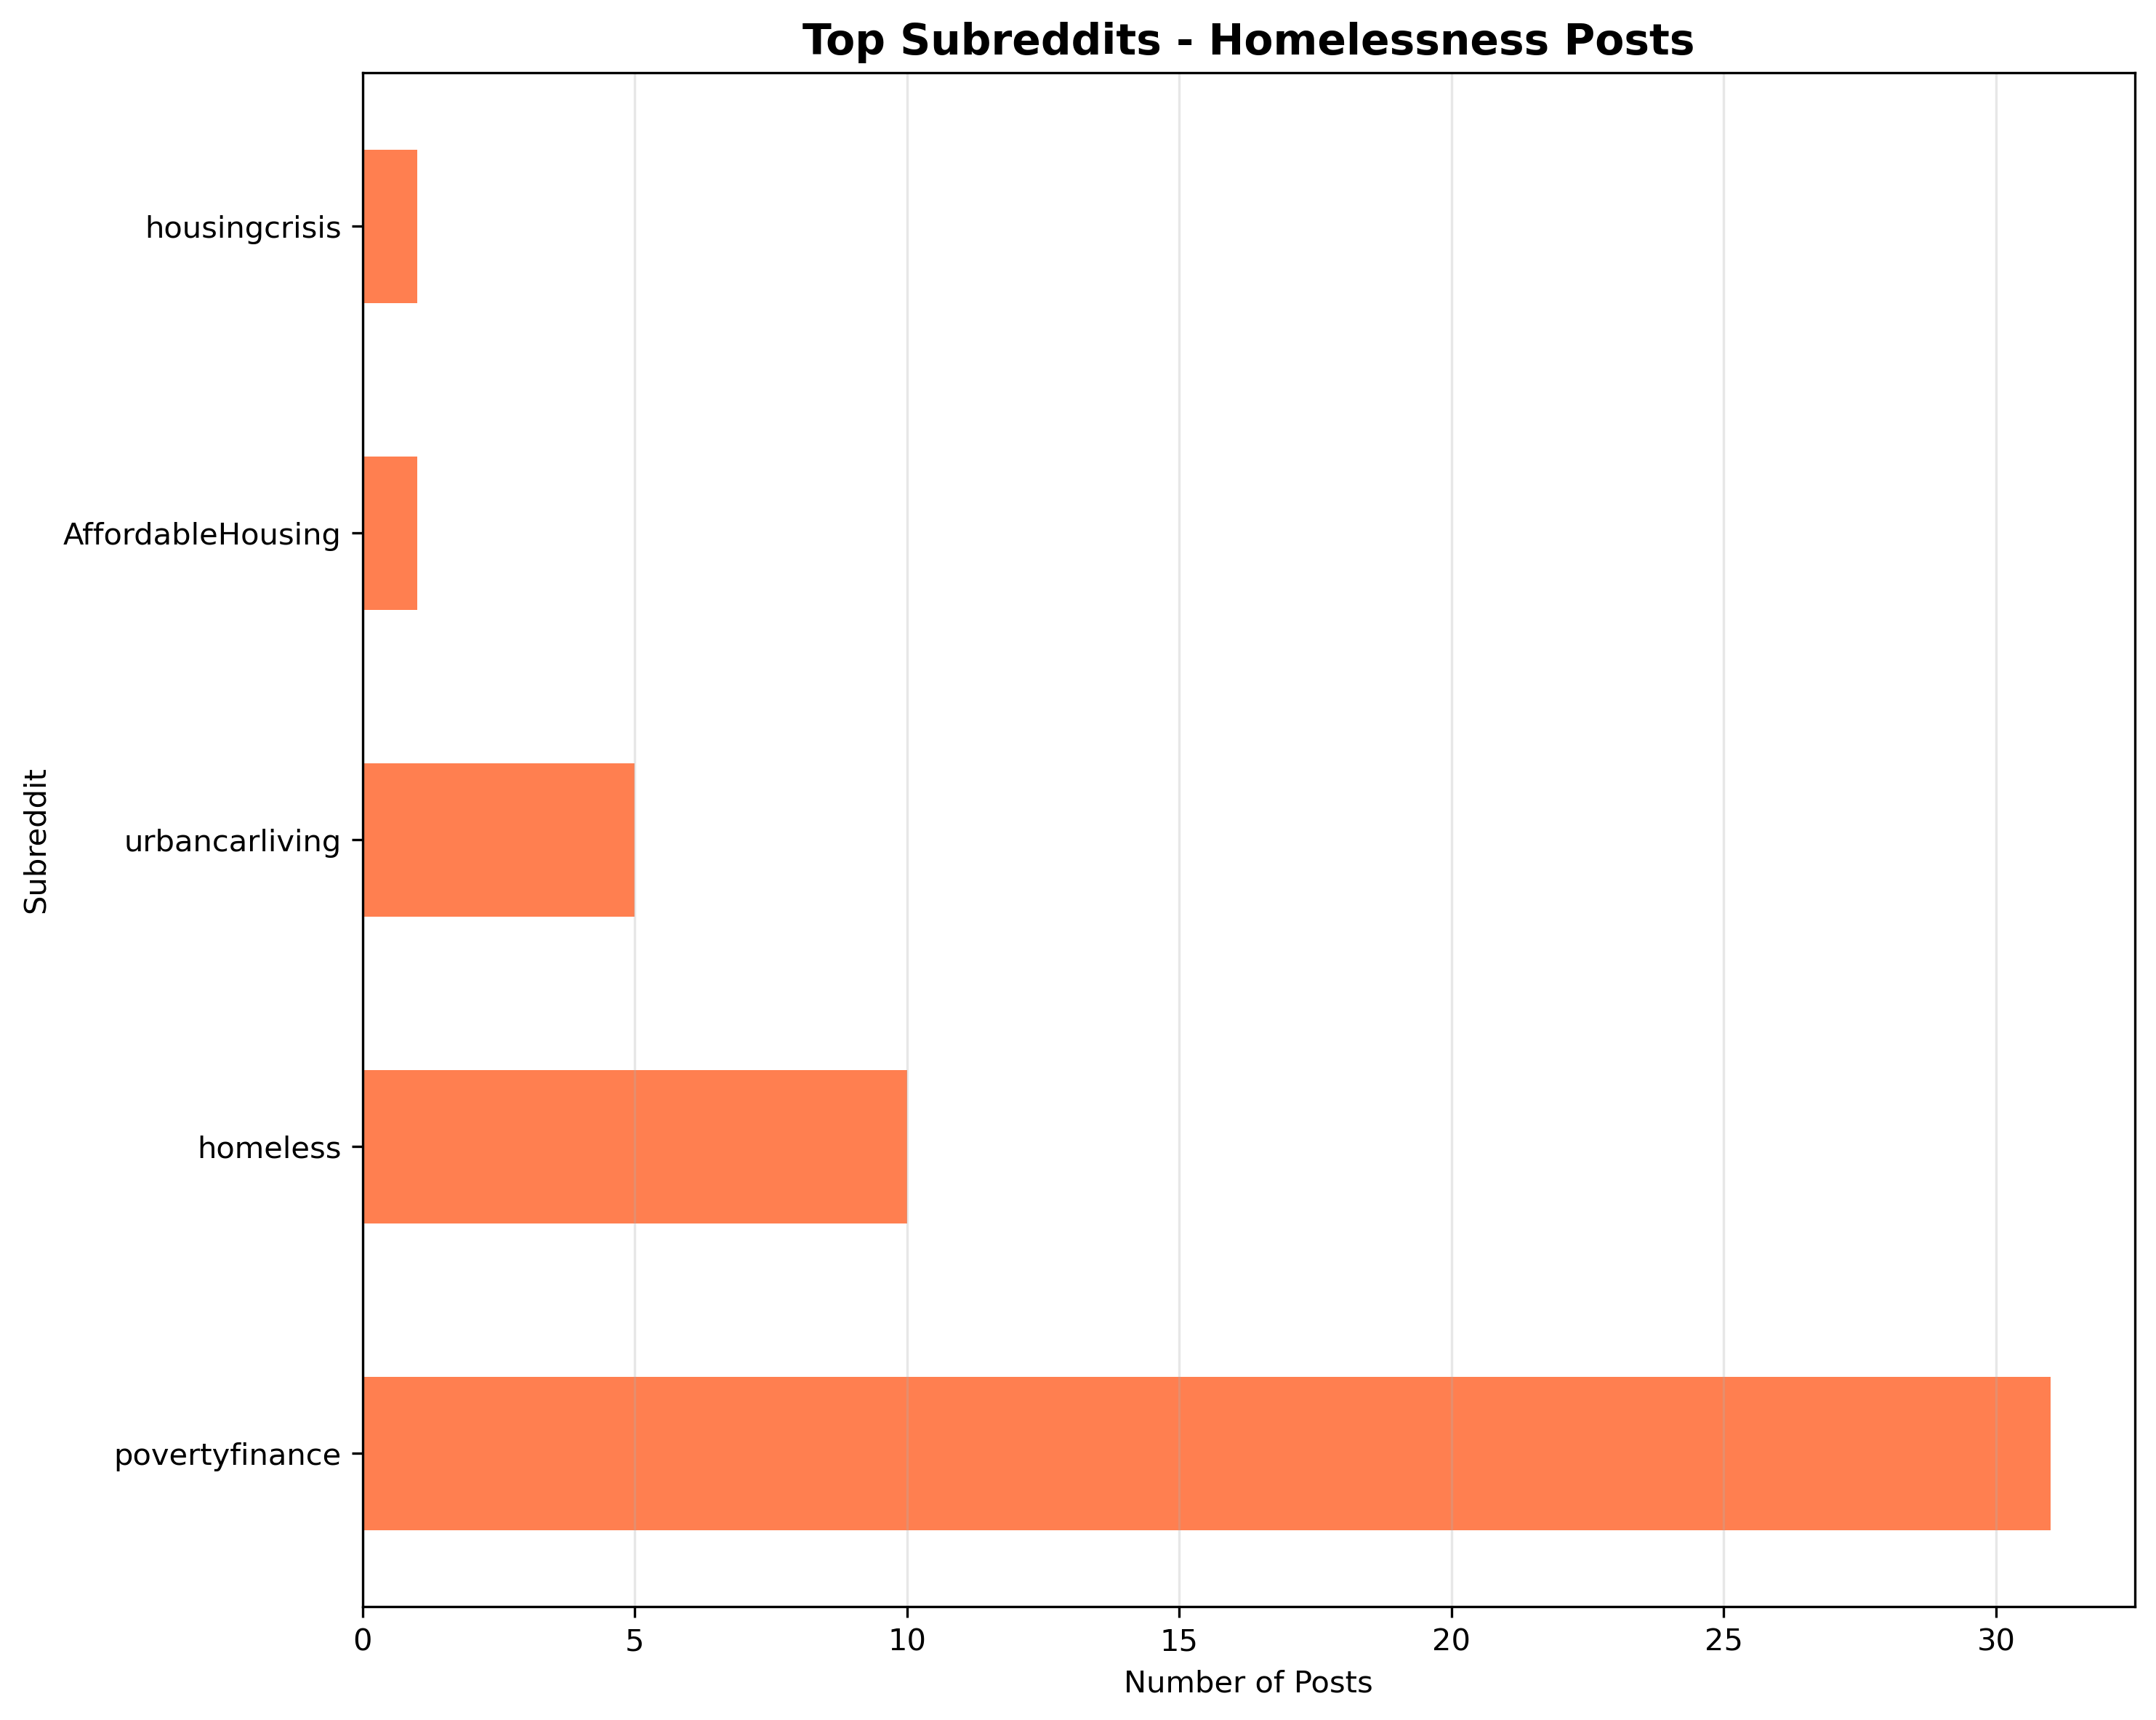 Top Subreddits - Homelessness Posts
housingcrisis
AffordableHousing
urbancarliving
homeless
povertyfinance
Subreddit
0 5 10 15 20 25 30
Number of Posts